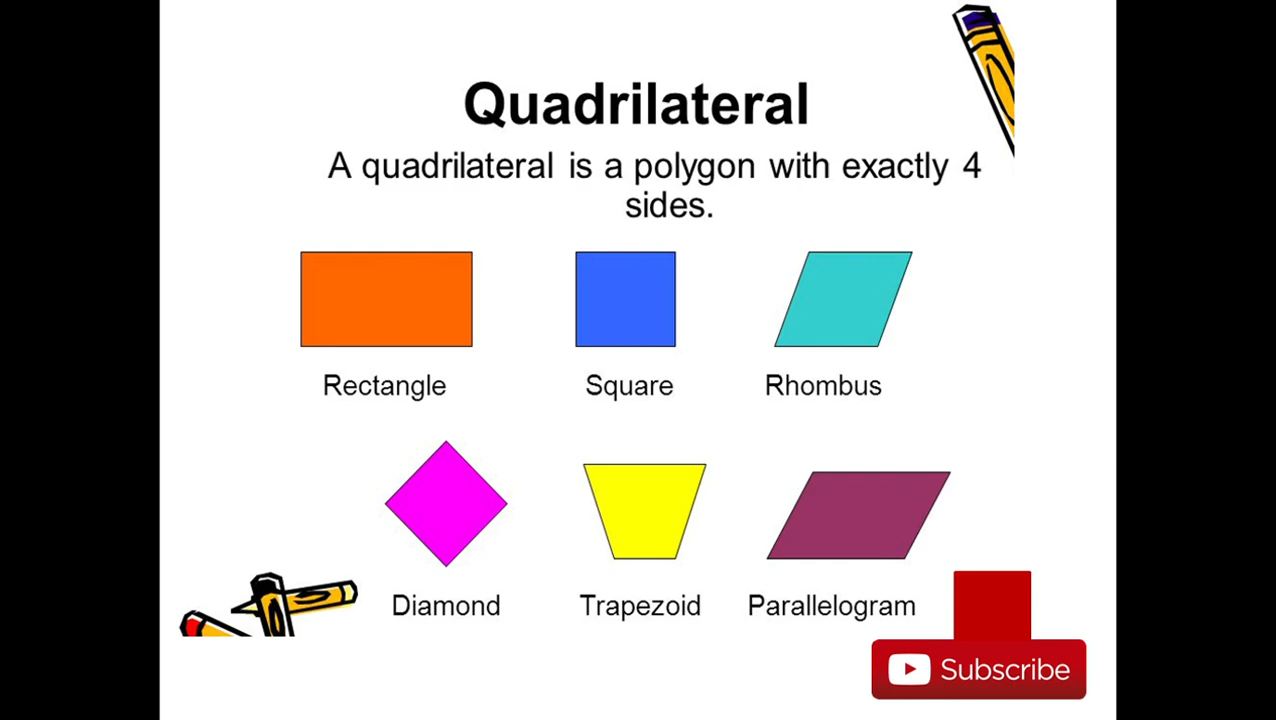 Quadrilateral
A quadrilateral is a polygon with exactly 4
sides.
Rectangle
Square
Rhombus
Diamond
Trapezoid
Parallelogram
Subscribe